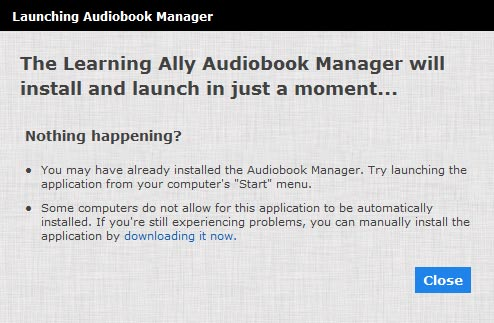 Launching Audiobook Manager
The Learning Ally Audiobook Manager will
install and launch in just a moment...
Nothing happening?
• You may have already installed the Audiobook Manager. Try launching the
application from your computer's "Start" menu.
• Some computers do not allow for this application to be automatically
installed. If you're still experiencing problems, you can manually install the
application by downloading it now.
Close